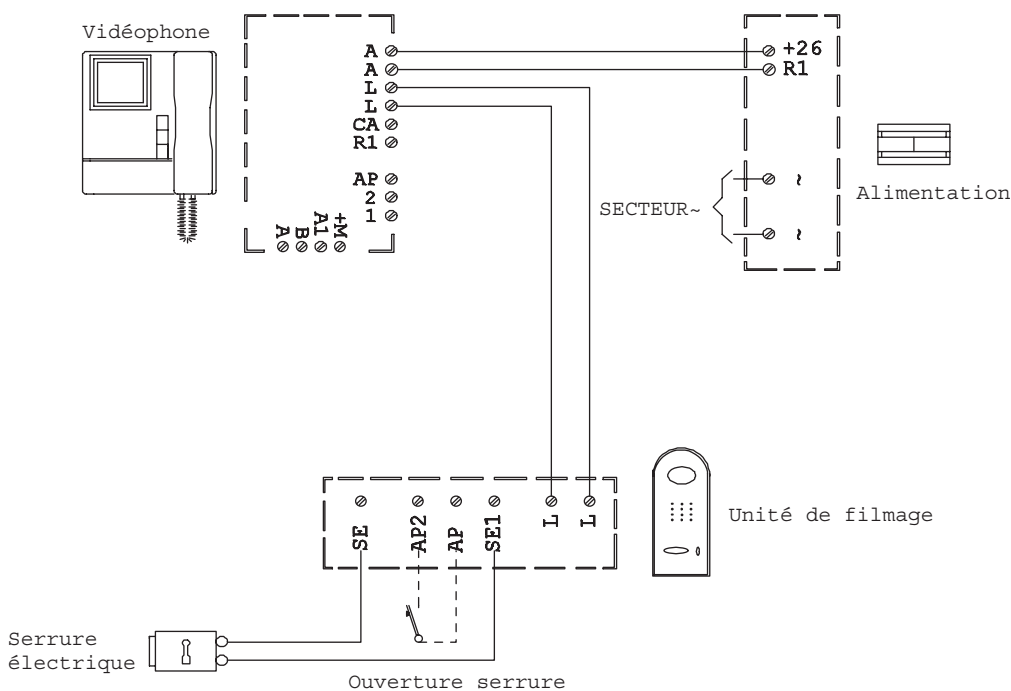 Vidéophone
A
A
L
L
CA
R1
AP
2
1
A
B
A1
+M
+26
R1
SECTEUR~
~
~
Alimentation
SE
AP2
AP
SE1
L
L
Unité de filmage
Serrure
électrique
Ouverture serrure